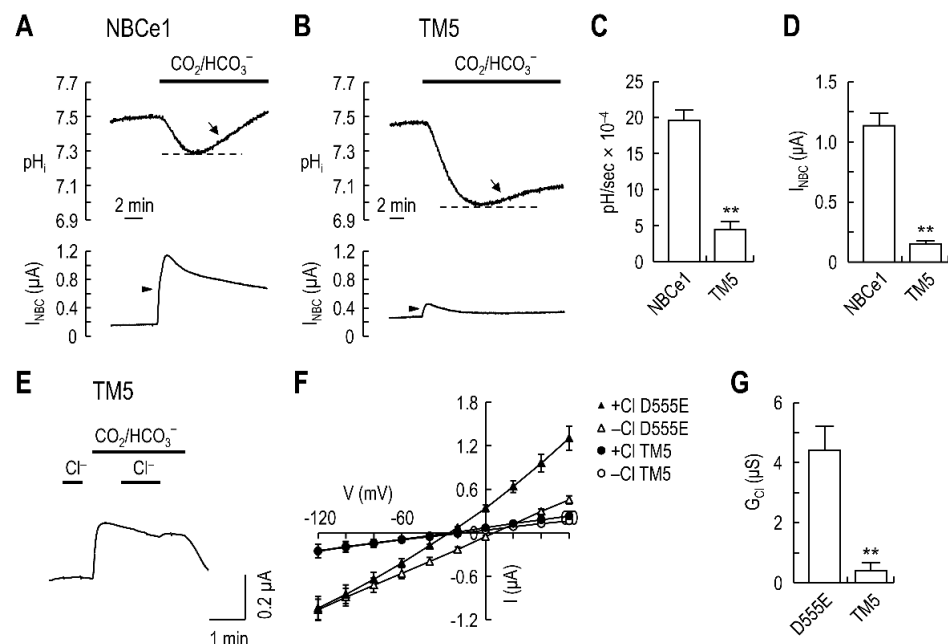 A NBCe1
CO₂/HCO₃⁻
7.7
7.5
7.3
7.1
6.9
pHᵢ
2 min
1.2
0.8
0.4
0
I_NBC (μA)
B TM5
CO₂/HCO₃⁻
7.7
7.5
7.3
7.1
6.9
pHᵢ
2 min
1.2
0.8
0.4
0
I_NBC (μA)
C
25
20
15
10
5
0
pH/sec × 10⁻⁴
**
NBCe1
TM5
D
1.5
1.0
0.5
0
I_NBC (μA)
**
NBCe1
TM5
E TM5
CO₂/HCO₃⁻
Cl⁻
Cl⁻
0.2 μA
1 min
F
1.8
1.2
0.6
0
-0.6
-1.2
V (mV)
-120
-60
I (μA)
+Cl D555E
–Cl D555E
+Cl TM5
–Cl TM5
G
6
4
2
0
G_Cl (μS)
**
D555E
TM5